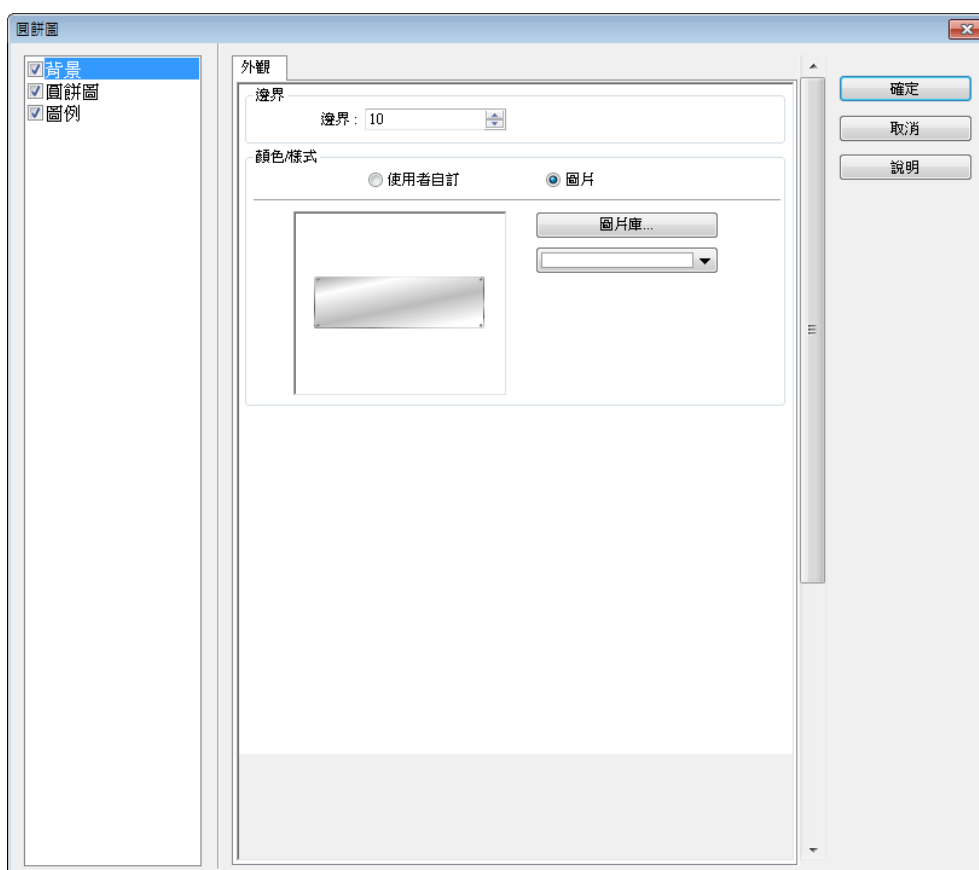 圓餅圖
背景
圓餅圖
圖例
外觀
邊界
邊界 : 10
顏色/樣式
使用者自訂
圖片
圖片庫...
確定
取消
說明